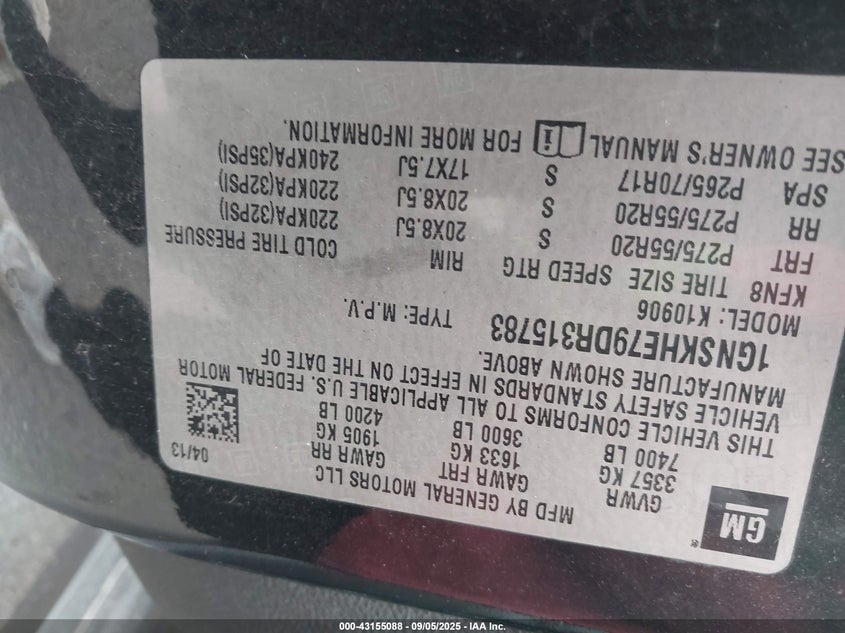 GM
MFD BY GENERAL MOTORS LLC
04/13
GVWR GAWR FRT GAWR RR
3357 KG 1633 KG 1905 KG
7400 LB 3600 LB 4200 LB
THIS VEHICLE CONFORMS TO ALL APPLICABLE U.S. FEDERAL MOTOR
VEHICLE SAFETY STANDARDS IN EFFECT ON THE DATE OF
MANUFACTURE SHOWN ABOVE.
1GNSKHE79DR315783 TYPE: M.P.V.
MODEL: K10906
KFN8 TIRE SIZE SPEED RTG RIM COLD TIRE PRESSURE
FRT P275/55R20 S 20X8.5J 220KPA(32PSI)
RR P275/55R20 S 20X8.5J 220KPA(32PSI)
SPA P265/70R17 S 17X7.5J 240KPA(35PSI)
SEE OWNER'S MANUAL i FOR MORE INFORMATION.
000-43155088 - 09/05/2025 - IAA Inc.